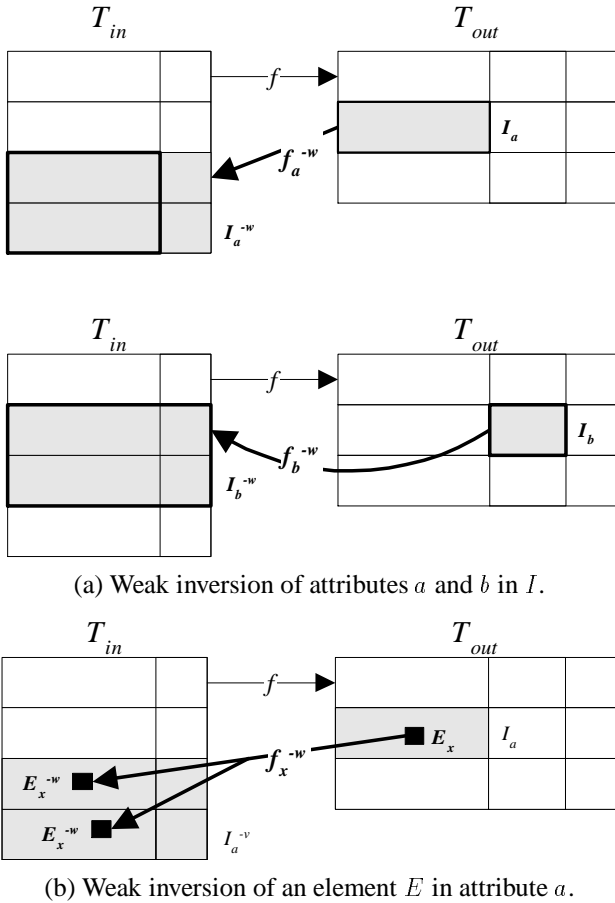 T_in T_out
f
I_a
f_a^-w
I_a^-w
T_in T_out
f
I_b
f_b^-w
I_b^-w
(a) Weak inversion of attributes a and b in I.
T_in T_out
f
E_x I_a
f_x^-w
E_x^-w
E_x^-w
I_a^-v
(b) Weak inversion of an element E in attribute a.